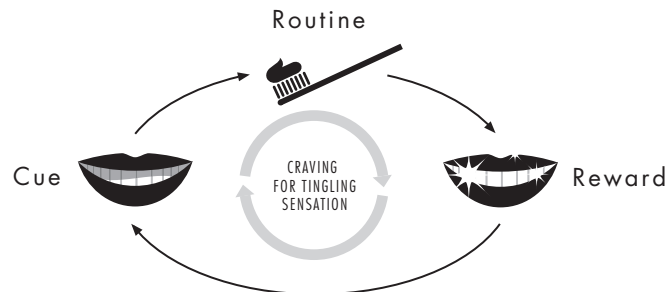 Routine
Cue
CRAVING
FOR TINGLING
SENSATION
Reward